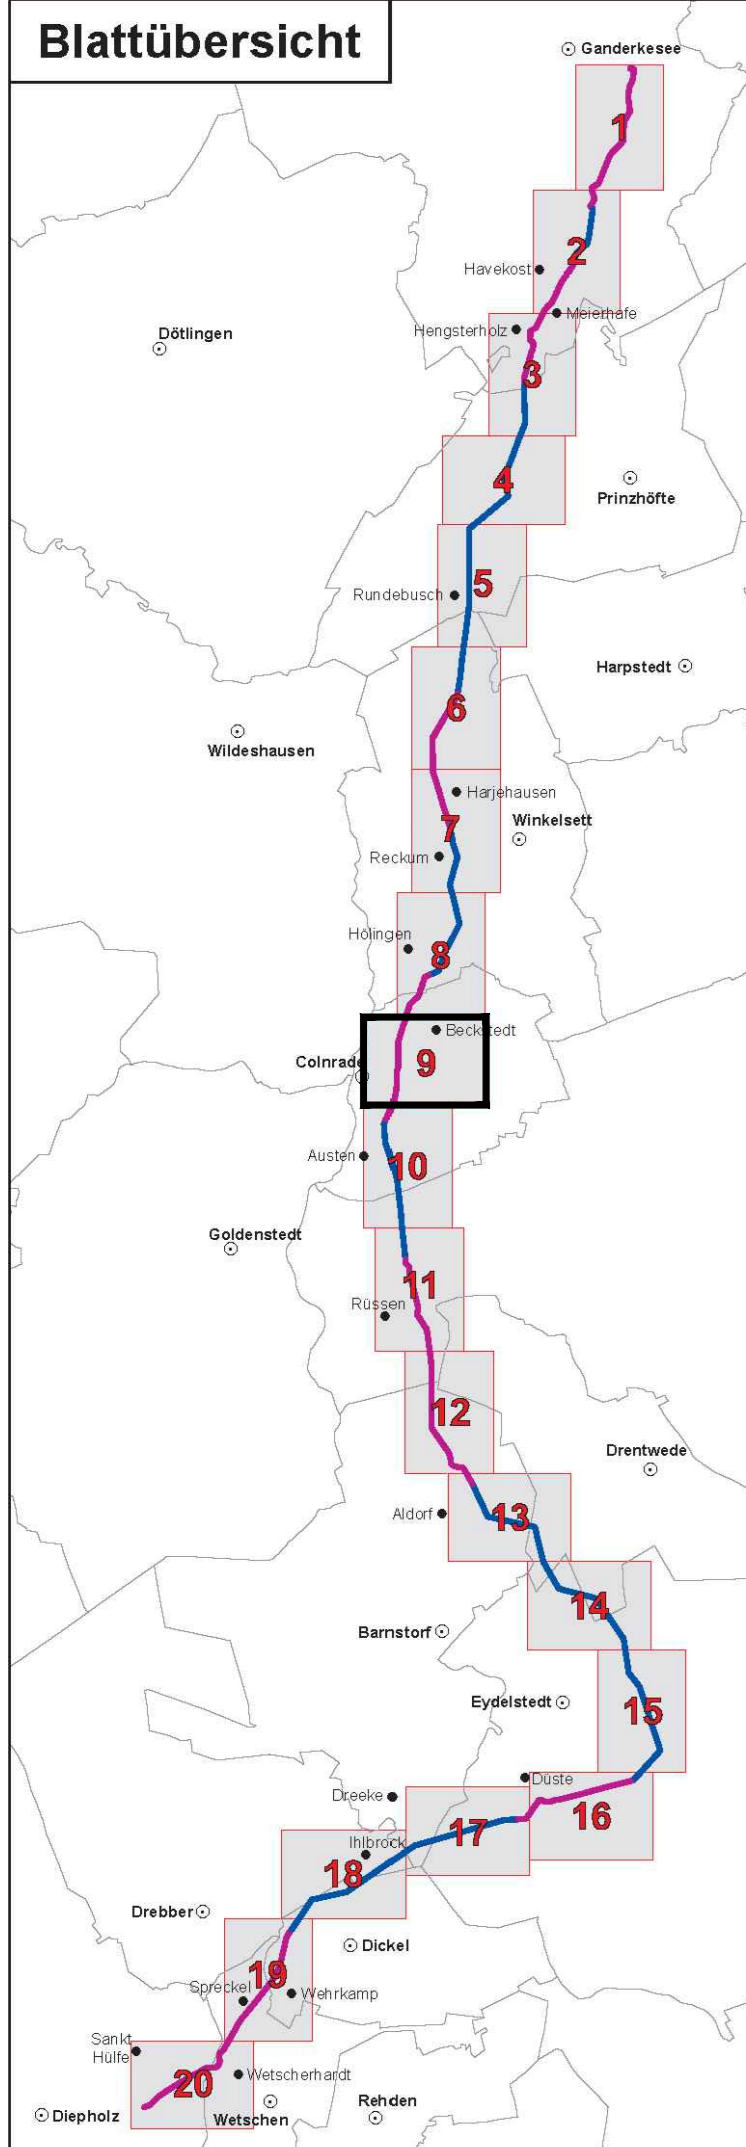 Blattübersicht
Ganderkesee
1
2
Havekost
Meierhafe
Hengsterholz
Dötlingen
3
4
Prinzhöfte
5
Rundebusch
Harpstedt
6
Wildeshausen
Harjehausen
Winkelsett
7
Reckum
Hölingen
8
Beckstedt
Colnrade
9
Austen
10
Goldenstedt
11
Rüssen
12
Drentwede
Aldorf
13
14
Barnstorf
Eydelstedt
15
Düste
Dreeke
16
17
Ihlbrock
18
Drebber
Dickel
19
Spreckel
Wehrkamp
Sankt
Hülfe
Wetscherhardt
20
Rehden
Diepholz
Wetschen